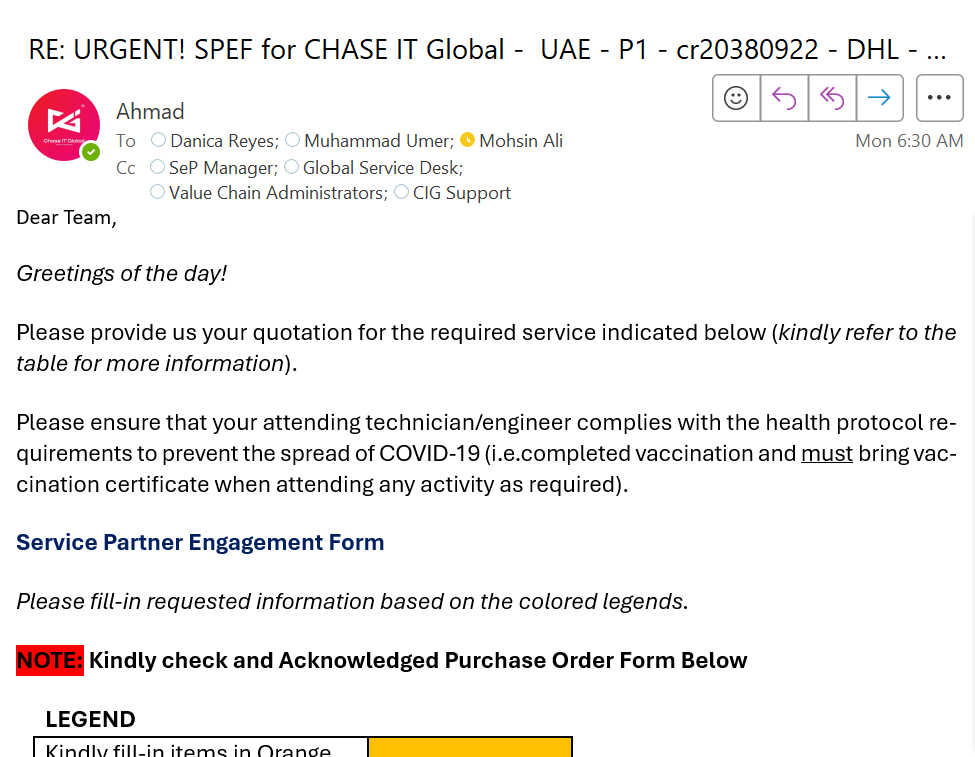 RE: URGENT! SPEF for CHASE IT Global -  UAE - P1 - cr20380922 - DHL - ...
Ahmad
To Danica Reyes; Muhammad Umer; Mohsin Ali
Mon 6:30 AM
Cc SeP Manager; Global Service Desk;
Value Chain Administrators; CIG Support
Chase IT Global
Dear Team,
Greetings of the day!
Please provide us your quotation for the required service indicated below (kindly refer to the
table for more information).
Please ensure that your attending technician/engineer complies with the health protocol re-
quirements to prevent the spread of COVID-19 (i.e.completed vaccination and must bring vac-
cination certificate when attending any activity as required).
Service Partner Engagement Form
Please fill-in requested information based on the colored legends.
NOTE: Kindly check and Acknowledged Purchase Order Form Below
LEGEND
Kindly fill-in items in Orange